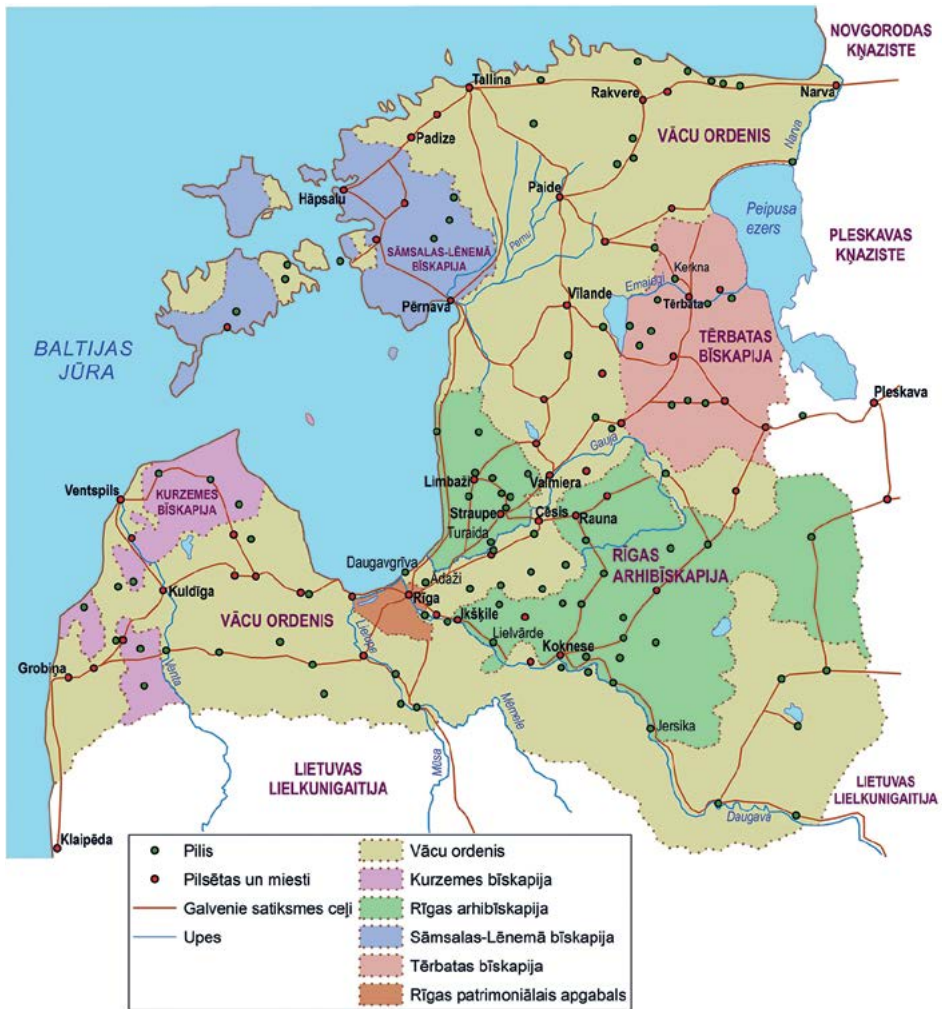 NOVGORODAS
KŅAZISTE
Tallina
Rakvere
Narva
Padize
VĀCU ORDENIS
Narva
Hāpsalu
Paide
Peipusa
ezers
PLESKAVAS
KŅAZISTE
Pernu
SĀMSALAS-LĒNEMĀ
BĪSKAPIJA
Kerkna
Emajegi
Tērbata
Pērnava
Vīlande
TĒRBATAS
BĪSKAPIJA
BALTIJAS
JŪRA
Pleskava
Gauja
Limbaži
Valmiera
Ventspils
KURZEMES
BĪSKAPIJA
Straupe
Cēsis
Rauna
Turaida
Daugavgrīva
RĪGAS
ARHIBĪSKAPIJA
Ādaži
Rīga
Kuldīga
Ikšķile
VĀCU ORDENIS
Lielupe
Lielvārde
Koknese
Grobiņa
Venta
Mēmele
Jersika
Mūsa
LIETUVAS
LIELKUNIGAITIJA
LIETUVAS
LIELKUNIGAITIJA
Daugava
Klaipēda
Pilis
Pilsētas un miesti
Galvenie satiksmes ceļi
Upes
Vācu ordenis
Kurzemes bīskapija
Rīgas arhibīskapija
Sāmsalas-Lēnemā bīskapija
Tērbatas bīskapija
Rīgas patrimoniālais apgabals